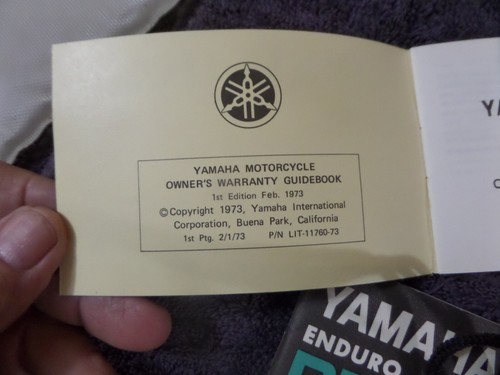 YAMAHA MOTORCYCLE
OWNER'S WARRANTY GUIDEBOOK
1st Edition Feb. 1973
©Copyright 1973, Yamaha International
Corporation, Buena Park, California
1st Ptg. 2/1/73 P/N LIT-11760-73
YAMAHA
ENDURO